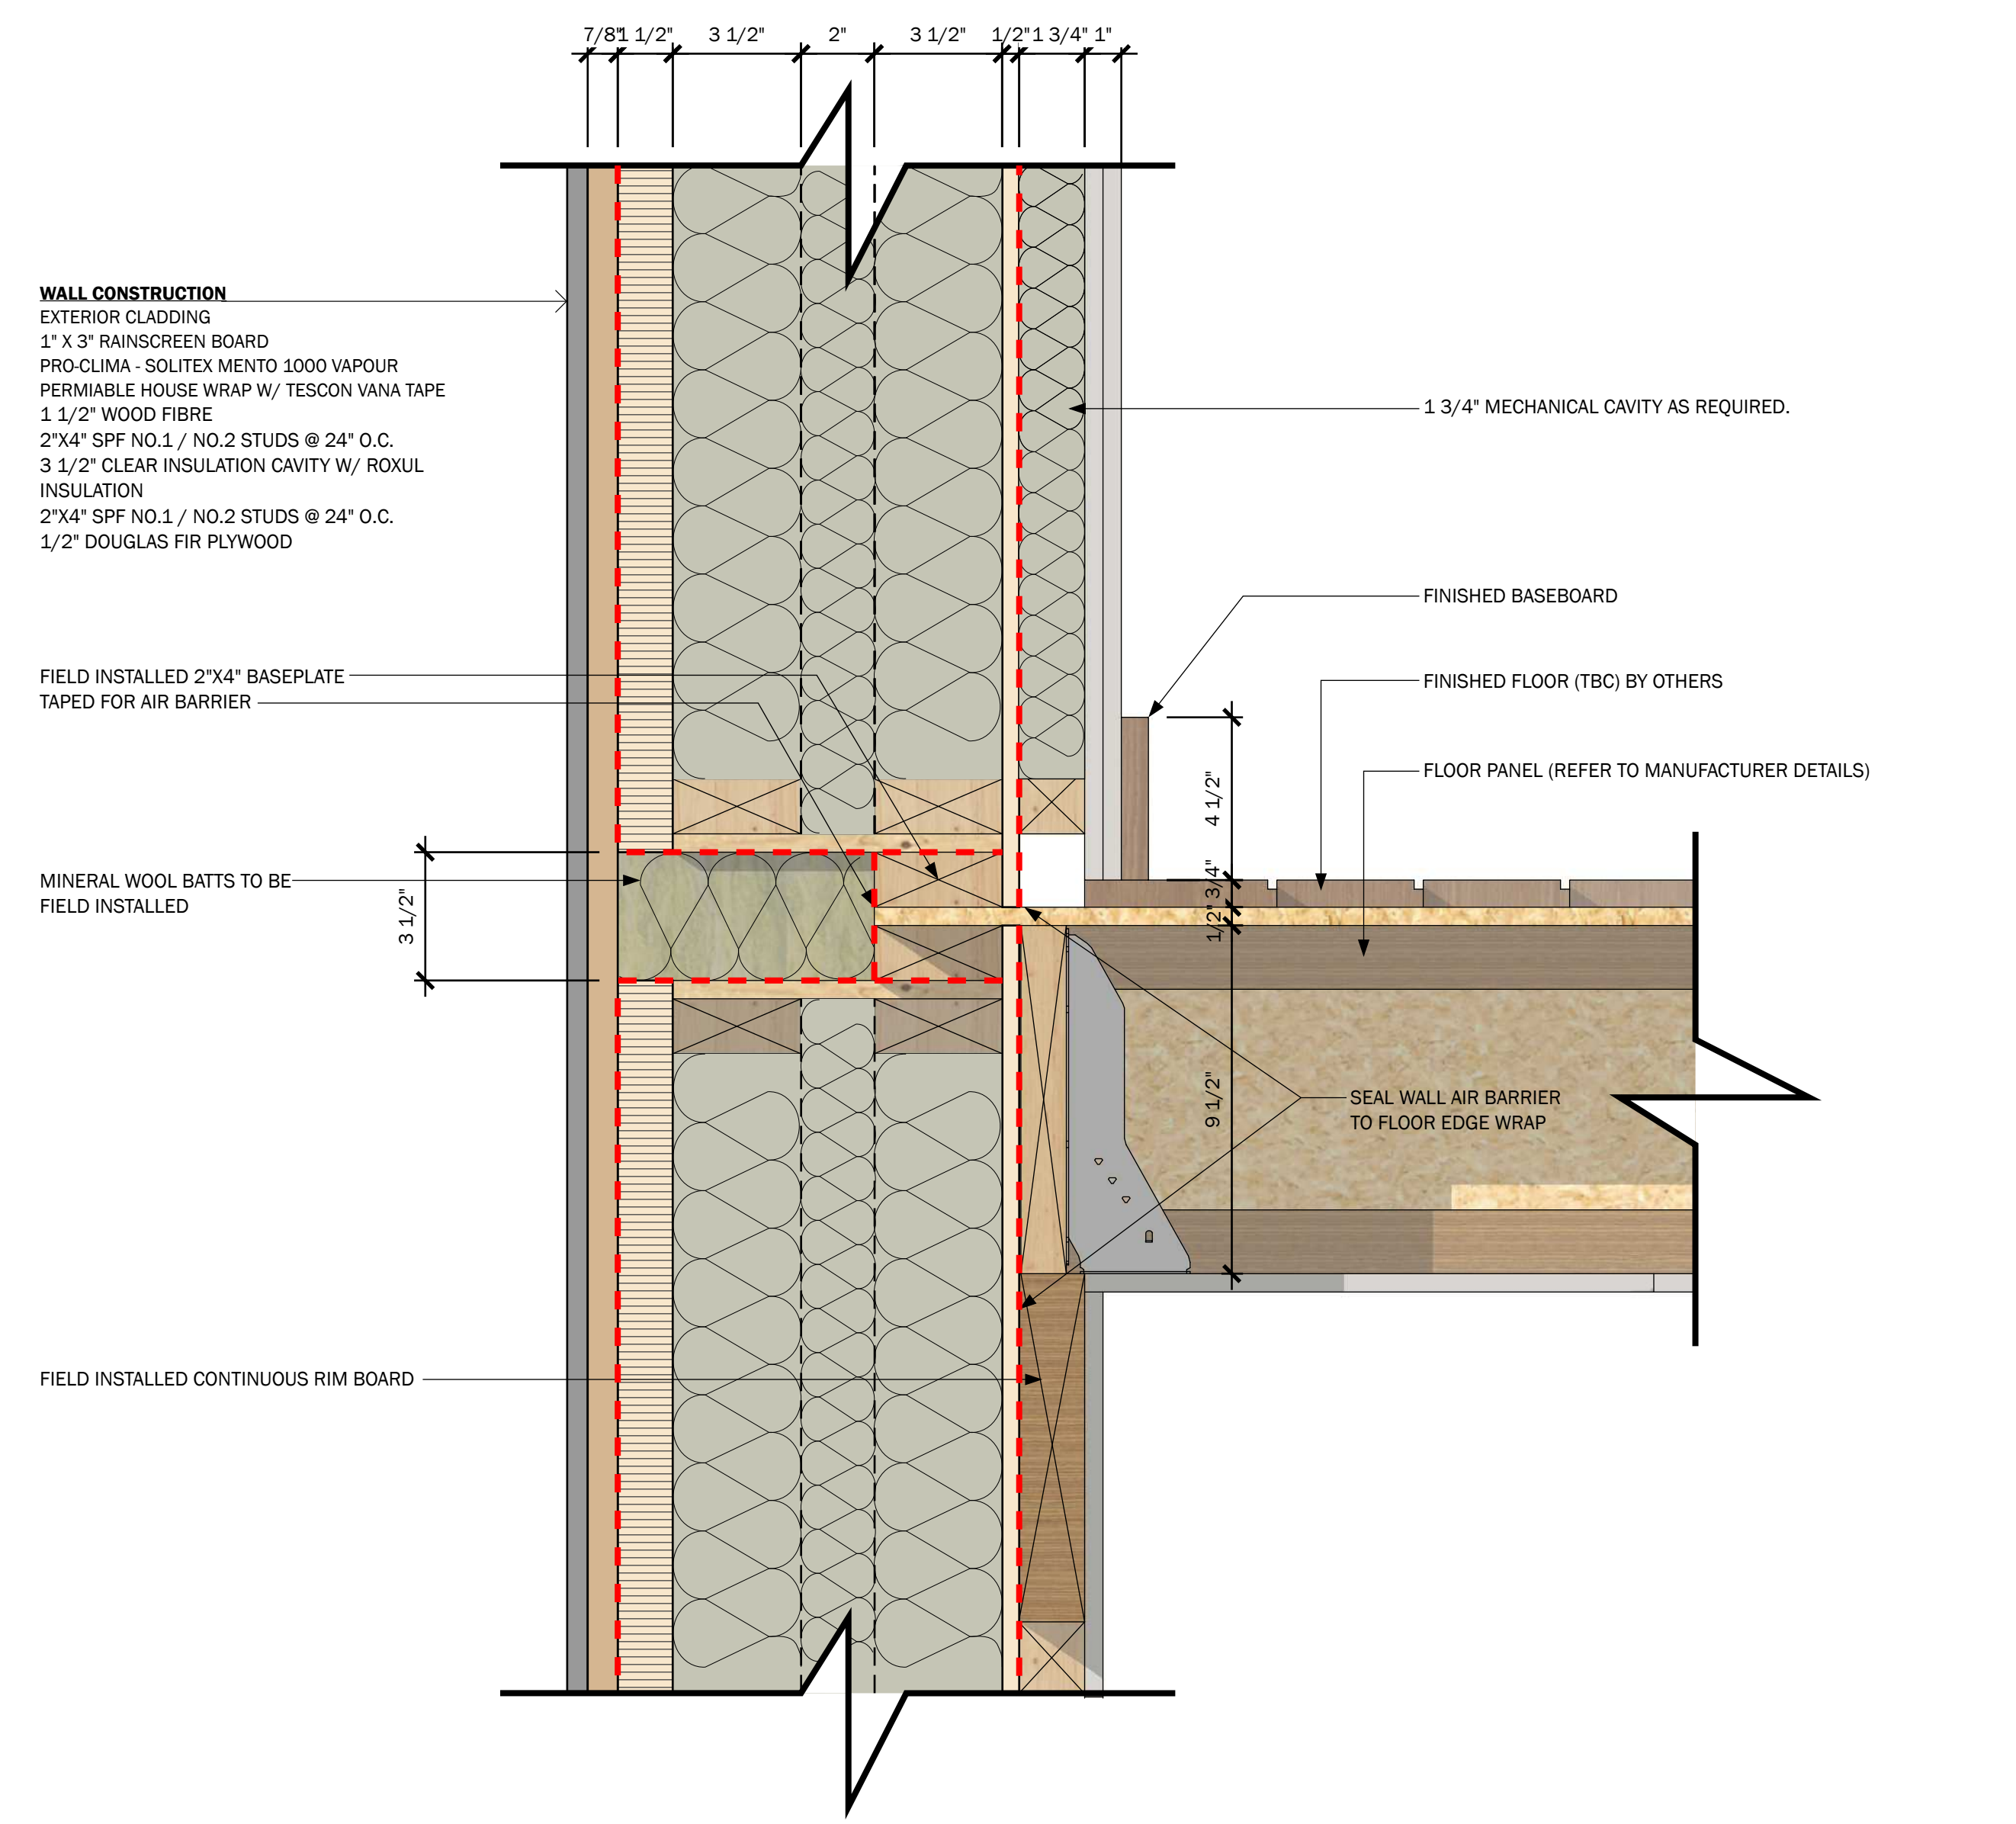 7/8" 1 1/2" 3 1/2" 2" 3 1/2" 1/2" 1 3/4" 1"
WALL CONSTRUCTION
EXTERIOR CLADDING
1" X 3" RAINSCREEN BOARD
PRO-CLIMA - SOLITEX MENTO 1000 VAPOUR
PERMIABLE HOUSE WRAP W/ TESCON VANA TAPE
1 1/2" WOOD FIBRE
2"X4" SPF NO.1 / NO.2 STUDS @ 24" O.C.
3 1/2" CLEAR INSULATION CAVITY W/ ROXUL
INSULATION
2"X4" SPF NO.1 / NO.2 STUDS @ 24" O.C.
1/2" DOUGLAS FIR PLYWOOD
1 3/4" MECHANICAL CAVITY AS REQUIRED.
FINISHED BASEBOARD
FIELD INSTALLED 2"X4" BASEPLATE
TAPED FOR AIR BARRIER
FINISHED FLOOR (TBC) BY OTHERS
FLOOR PANEL (REFER TO MANUFACTURER DETAILS)
4 1/2"
MINERAL WOOL BATTS TO BE
FIELD INSTALLED
3 1/2"
3/4"
1/2"
9 1/2"
SEAL WALL AIR BARRIER
TO FLOOR EDGE WRAP
FIELD INSTALLED CONTINUOUS RIM BOARD